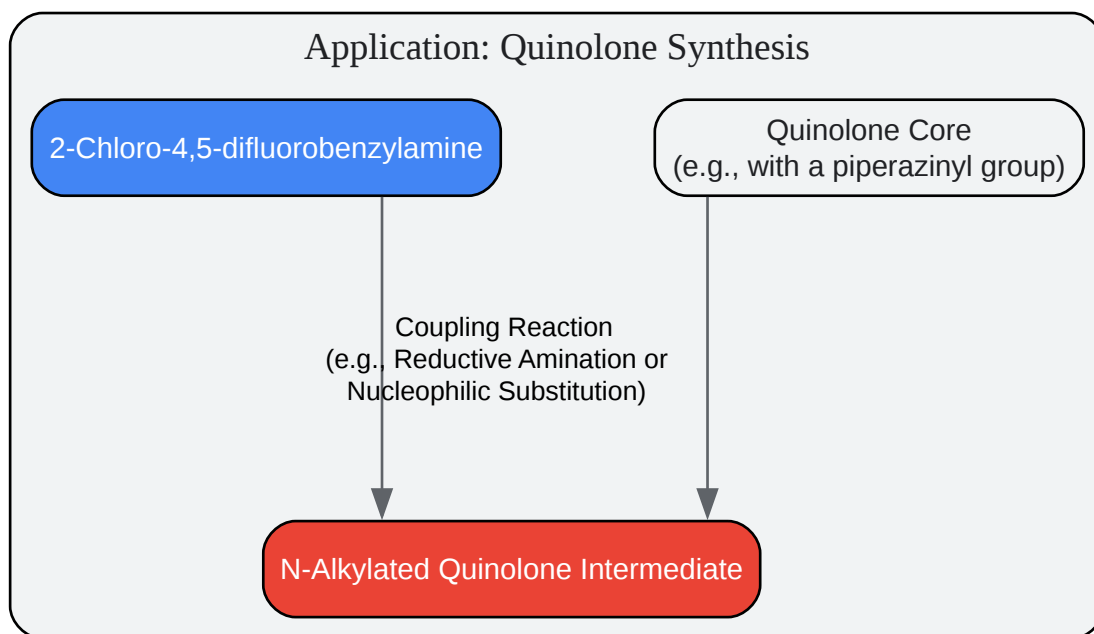 Application: Quinolone Synthesis
2-Chloro-4,5-difluorobenzylamine
Quinolone Core
(e.g., with a piperazinyl group)
Coupling Reaction
(e.g., Reductive Amination or
Nucleophilic Substitution)
N-Alkylated Quinolone Intermediate